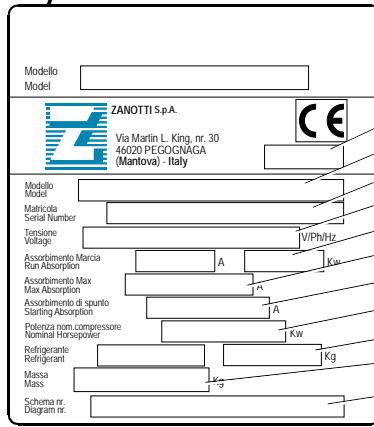 Modello
Model
ZANOTTI S.p.A.
CE
Via Martin L. King, nr. 30
46020 PEGOGNAGA
(Mantova) - Italy
Modello
Model
Matricola
Serial Number
Tensione
Voltage
V/Ph/Hz
Assorbimento Marcia
Run Absorption
A
Kw
Assorbimento Max
Max Absorption
A
Assorbimento di spunto
Starting Absorption
A
Potenza nom.compressore
Nominal Horsepower
Kw
Refrigerante
Refrigerant
Kg
Massa
Mass
Kg
Schema nr.
Diagram nr.